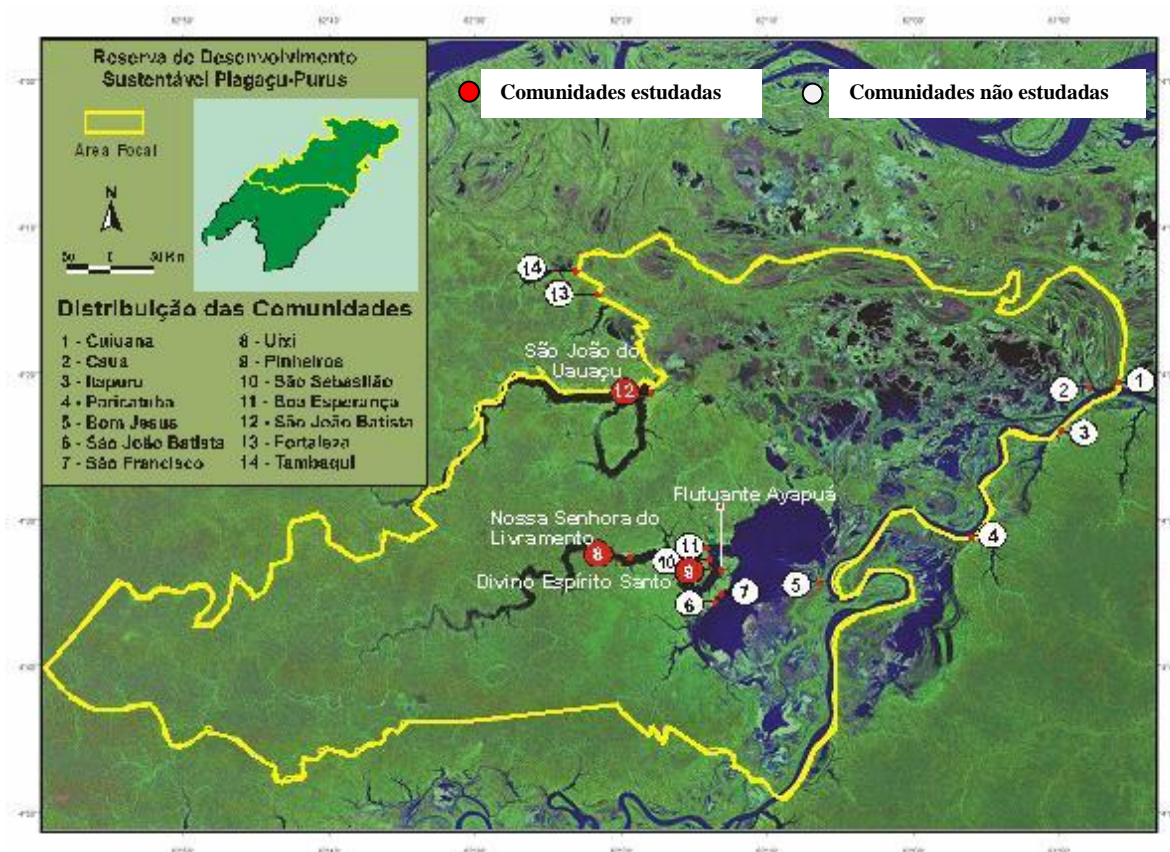 Reserva de Desenvolvimento
Sustentável Piagaçu-Purus
Área Focal
N
50 0 50 Km
Distribuição das Comunidades
1 - Cuiuana
2 - Caua
3 - Itapuru
4 - Paricatuba
5 - Bom Jesus
6 - São João Batista
7 - São Francisco
8 - Uixi
9 - Pinheiros
10 - São Sebastião
11 - Boa Esperança
12 - São João Batista
13 - Fortaleza
14 - Tambaqui
Comunidades estudadas
Comunidades não estudadas
14
13
São João do
Uauaçu
12
2
1
3
Flutuante Ayapuá
Nossa Senhora do
Livramento
8
11
10
9
Divino Espírito Santo
6
7
5
4